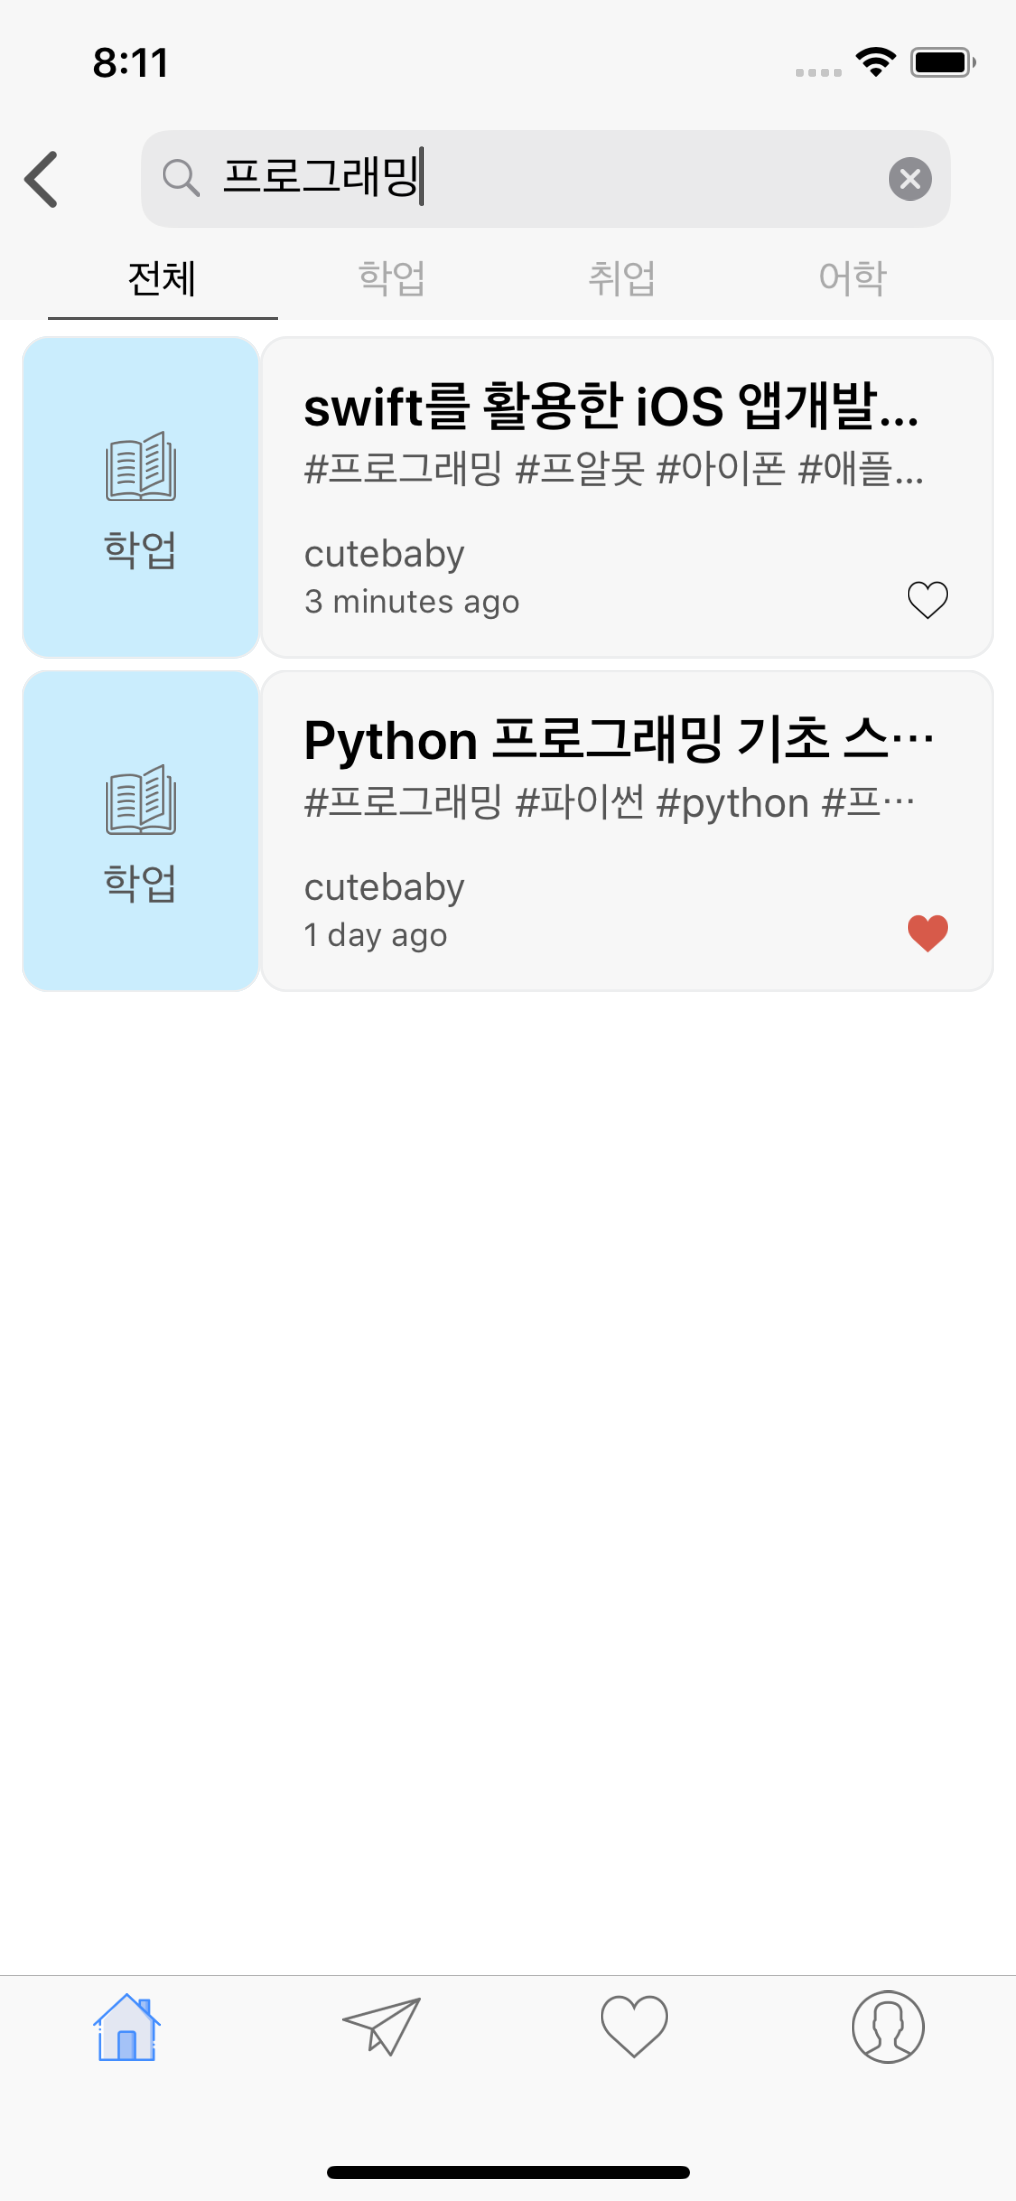 8:11
프로그래밍
전체 학업 취업 어학
swift를 활용한 iOS 앱개발...
#프로그래밍 #프알못 #아이폰 #애플...
학업
cutebaby
3 minutes ago
Python 프로그래밍 기초 스...
#프로그래밍 #파이썬 #python #프...
학업
cutebaby
1 day ago